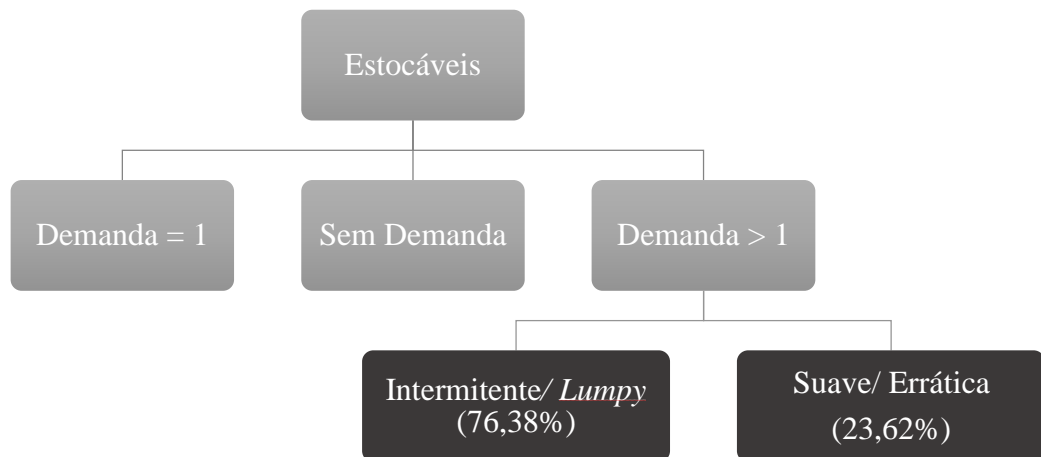 Estocáveis
Demanda = 1
Sem Demanda
Demanda > 1
Intermitente/ Lumpy
(76,38%)
Suave/ Errática
(23,62%)